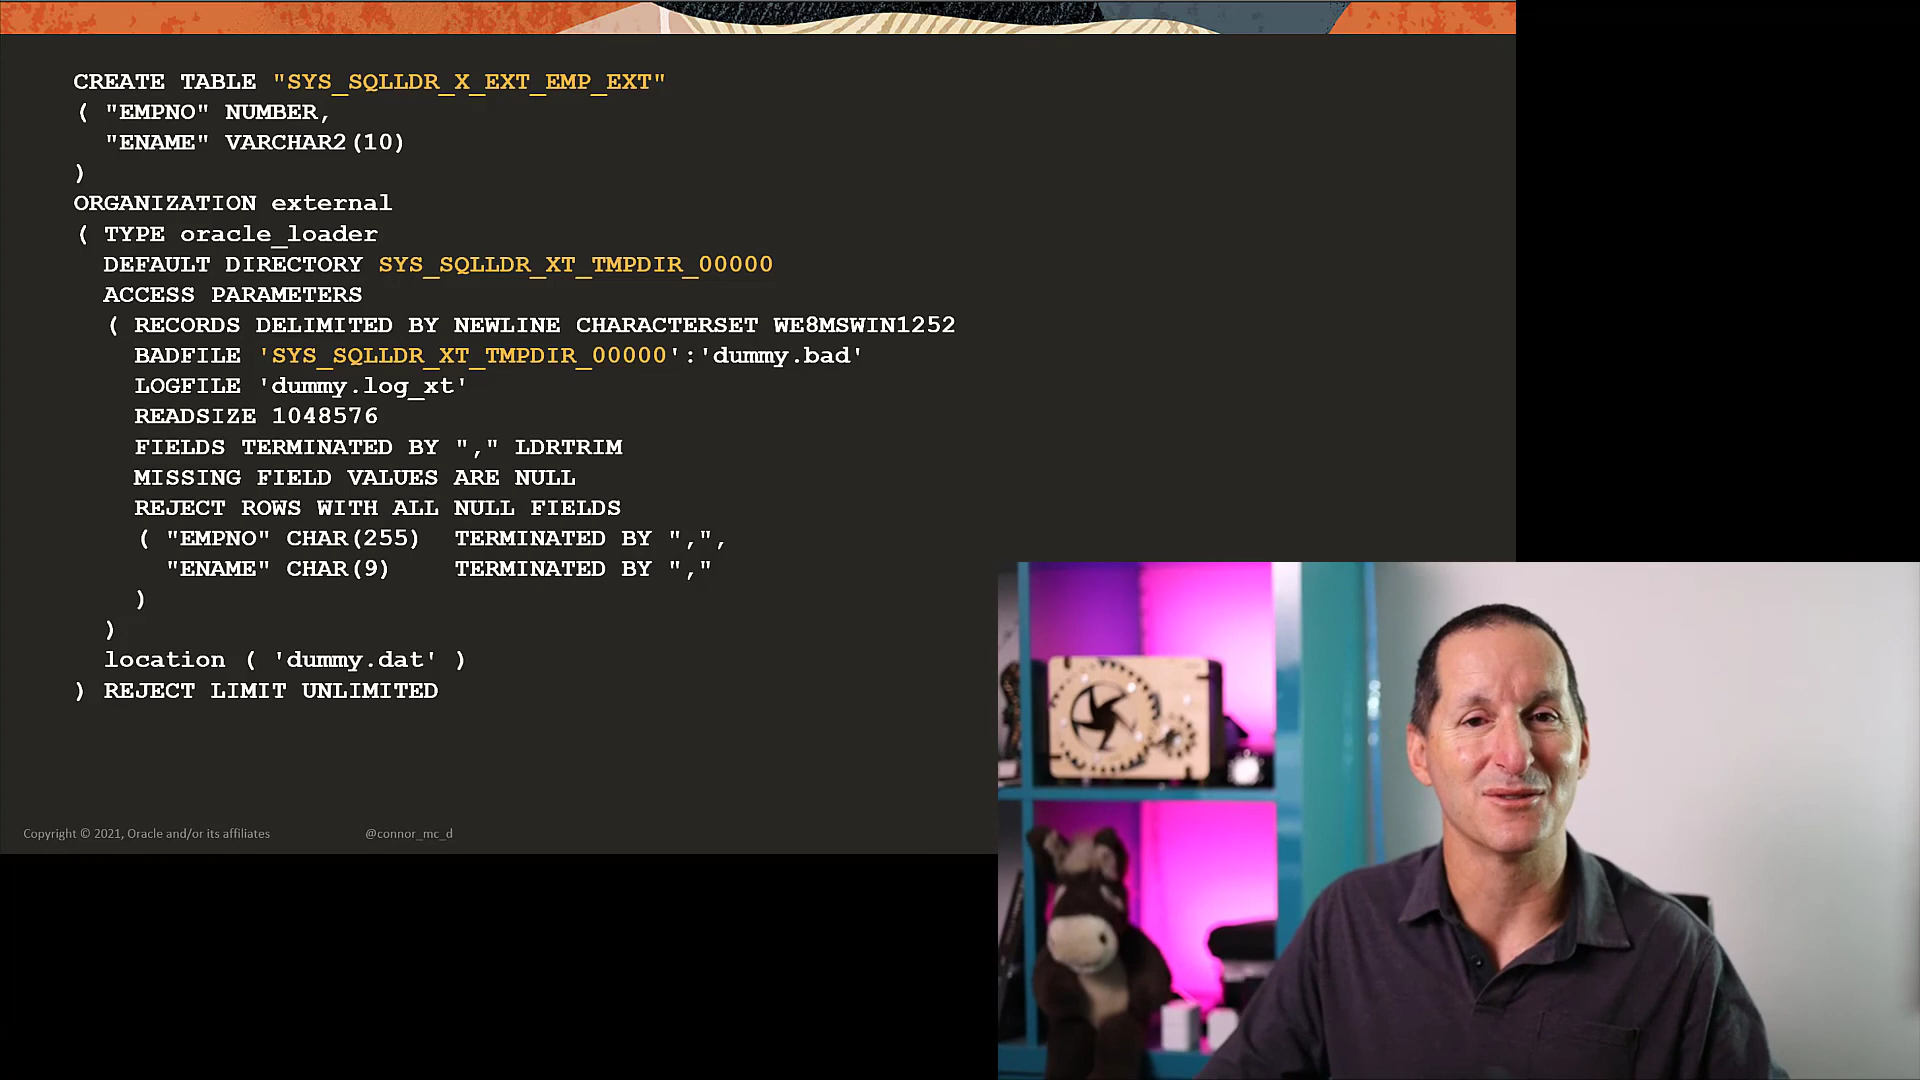 CREATE TABLE "SYS_SQLLDR_X_EXT_EMP_EXT"
( "EMPNO" NUMBER,
"ENAME" VARCHAR2(10)
)
ORGANIZATION external
( TYPE oracle_loader
DEFAULT DIRECTORY SYS_SQLLDR_XT_TMPDIR_00000
ACCESS PARAMETERS
( RECORDS DELIMITED BY NEWLINE CHARACTERSET WE8MSWIN1252
BADFILE 'SYS_SQLLDR_XT_TMPDIR_00000':'dummy.bad'
LOGFILE 'dummy.log_xt'
READSIZE 1048576
FIELDS TERMINATED BY "," LDRTRIM
MISSING FIELD VALUES ARE NULL
REJECT ROWS WITH ALL NULL FIELDS
( "EMPNO" CHAR(255) TERMINATED BY ",",
"ENAME" CHAR(9) TERMINATED BY ","
)
)
location ( 'dummy.dat' )
) REJECT LIMIT UNLIMITED
Copyright © 2021, Oracle and/or its affiliates @connor_mc_d